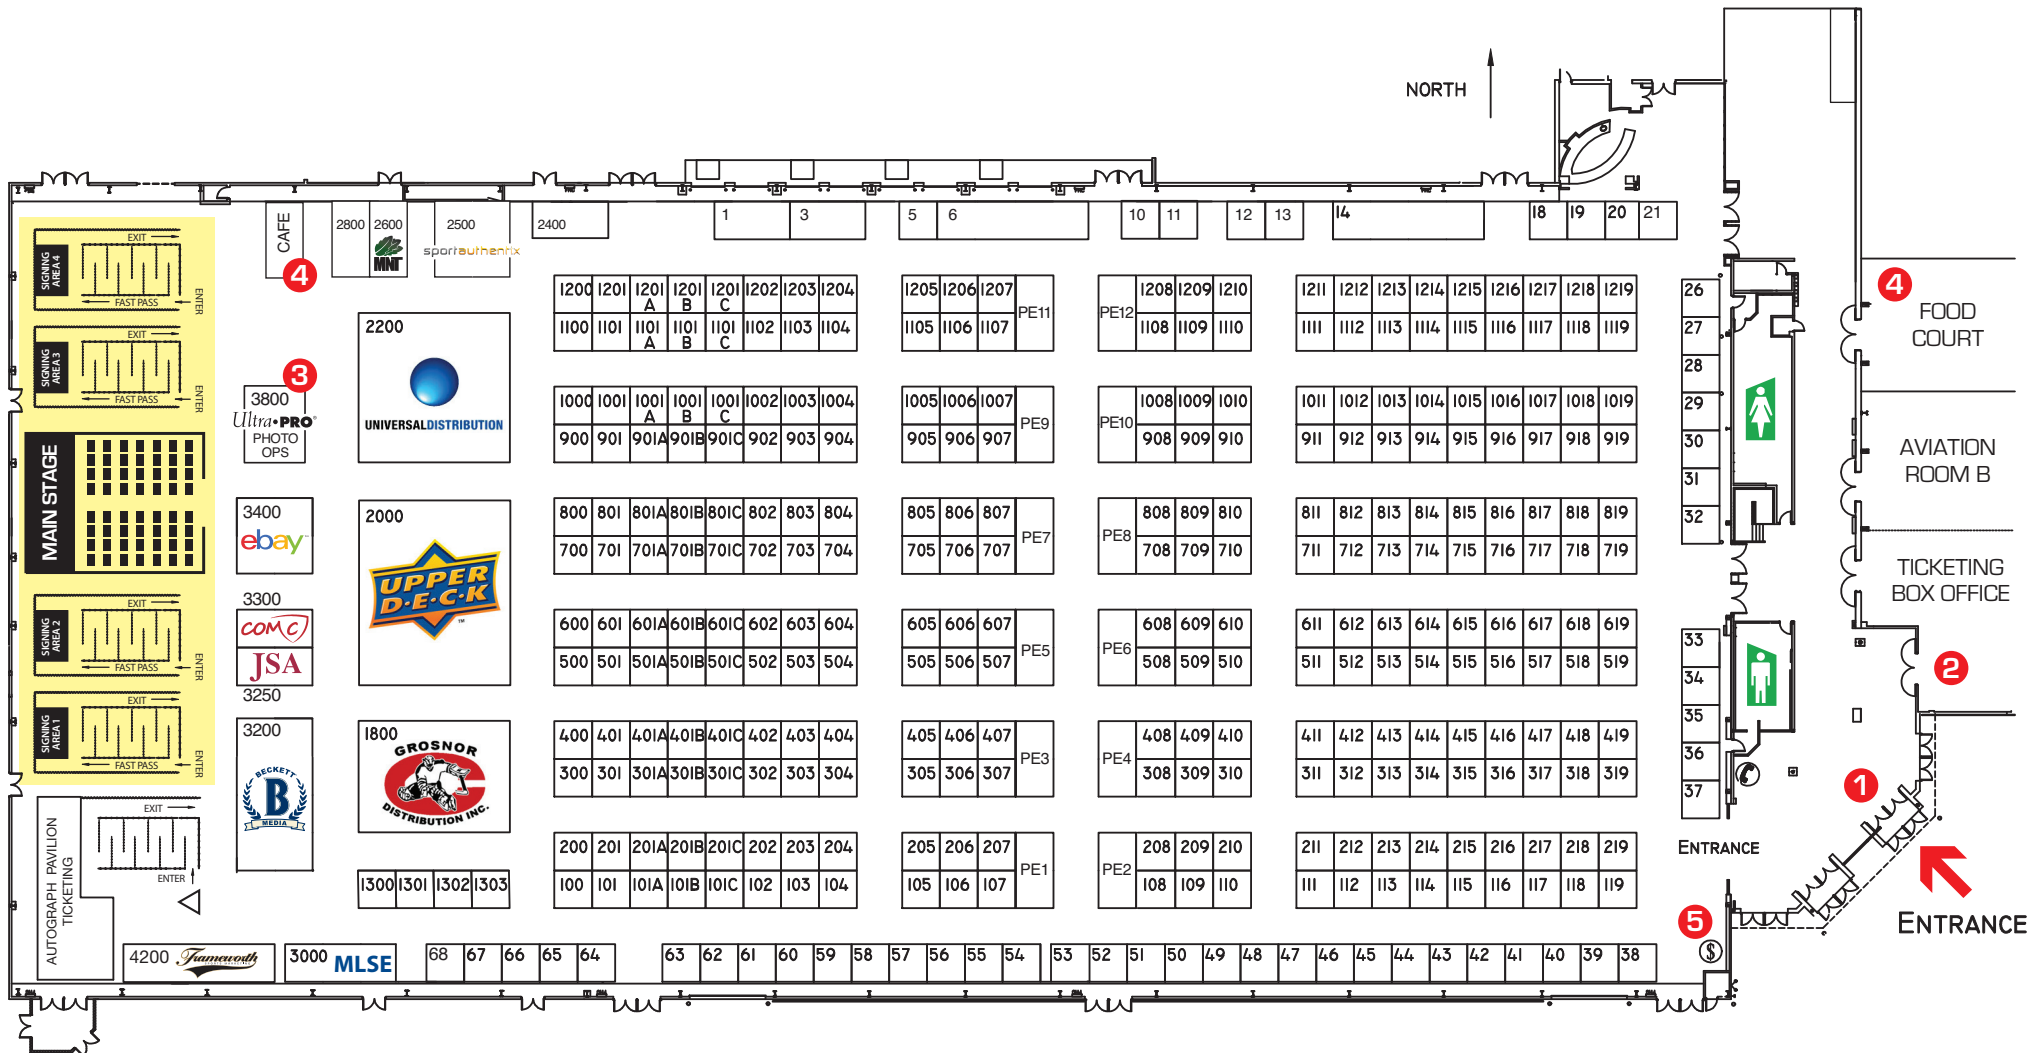 NORTH
CAFE
4
2800
2600
MNT
2500
sportauthentix
2400
1
3
5
6
10
11
12
13
14
18
19
20
21
SIGNING AREA 4
EXIT
FAST PASS
ENTER
SIGNING AREA 3
EXIT
FAST PASS
ENTER
MAIN STAGE
SIGNING AREA 2
EXIT
FAST PASS
ENTER
SIGNING AREA 1
EXIT
FAST PASS
ENTER
AUTOGRAPH PAVILION
TICKETING
EXIT
ENTER
3
3800
Ultra•PRO®
PHOTO
OPS
3400
ebay
3300
COMC
JSA
3250
3200
BECKETT
B
MEDIA
2200
UNIVERSALDISTRIBUTION
2000
UPPER
D·E·C·K
™
1800
GROSNOR
DISTRIBUTION INC.
1300 1301 1302 1303
1200 1201 1201 A 1201 B 1201 C 1202 1203 1204 1205 1206 1207 PE11 PE12 1208 1209 1210 1211 1212 1213 1214 1215 1216 1217 1218 1219
1100 1101 1101 A 1101 B 1101 C 1102 1103 1104 1105 1106 1107 1108 1109 1110 1111 1112 1113 1114 1115 1116 1117 1118 1119
1000 1001 1001 A 1001 B 1001 C 1002 1003 1004 1005 1006 1007 PE9 PE10 1008 1009 1010 1011 1012 1013 1014 1015 1016 1017 1018 1019
900 901 901A 901B 901C 902 903 904 905 906 907 908 909 910 911 912 913 914 915 916 917 918 919
800 801 801A 801B 801C 802 803 804 805 806 807 PE7 PE8 808 809 810 811 812 813 814 815 816 817 818 819
700 701 701A 701B 701C 702 703 704 705 706 707 708 709 710 711 712 713 714 715 716 717 718 719
600 601 601A 601B 601C 602 603 604 605 606 607 PE5 PE6 608 609 610 611 612 613 614 615 616 617 618 619
500 501 501A 501B 501C 502 503 504 505 506 507 508 509 510 511 512 513 514 515 516 517 518 519
400 401 401A 401B 401C 402 403 404 405 406 407 PE3 PE4 408 409 410 411 412 413 414 415 416 417 418 419
300 301 301A 301B 301C 302 303 304 305 306 307 308 309 310 311 312 313 314 315 316 317 318 319
200 201 201A 201B 201C 202 203 204 205 206 207 PE1 PE2 208 209 210 211 212 213 214 215 216 217 218 219
100 101 101A 101B 101C 102 103 104 105 106 107 108 109 110 111 112 113 114 115 116 117 118 119
4200 Frameworth
3000 MLSE
68 67 66 65 64
63 62 61 60 59 58 57 56 55 54
53 52 51 50 49 48 47 46 45 44 43 42 41 40 39 38
26
27
28
29
30
31
32
33
34
35
36
37
4
FOOD
COURT
AVIATION
ROOM B
TICKETING
BOX OFFICE
2
1
ENTRANCE
5
$
ENTRANCE